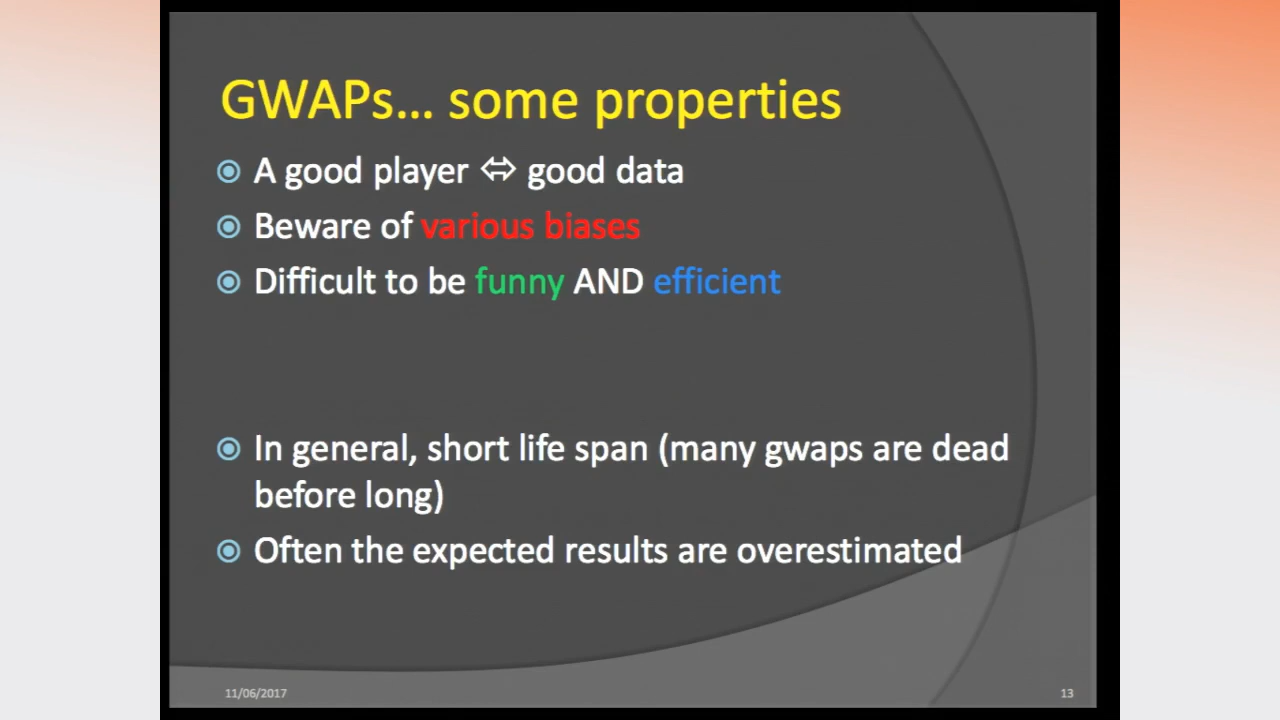 GWAPs... some properties
A good player ⇔ good data
Beware of various biases
Difficult to be funny AND efficient
In general, short life span (many gwaps are dead
before long)
Often the expected results are overestimated
11/06/2017
13